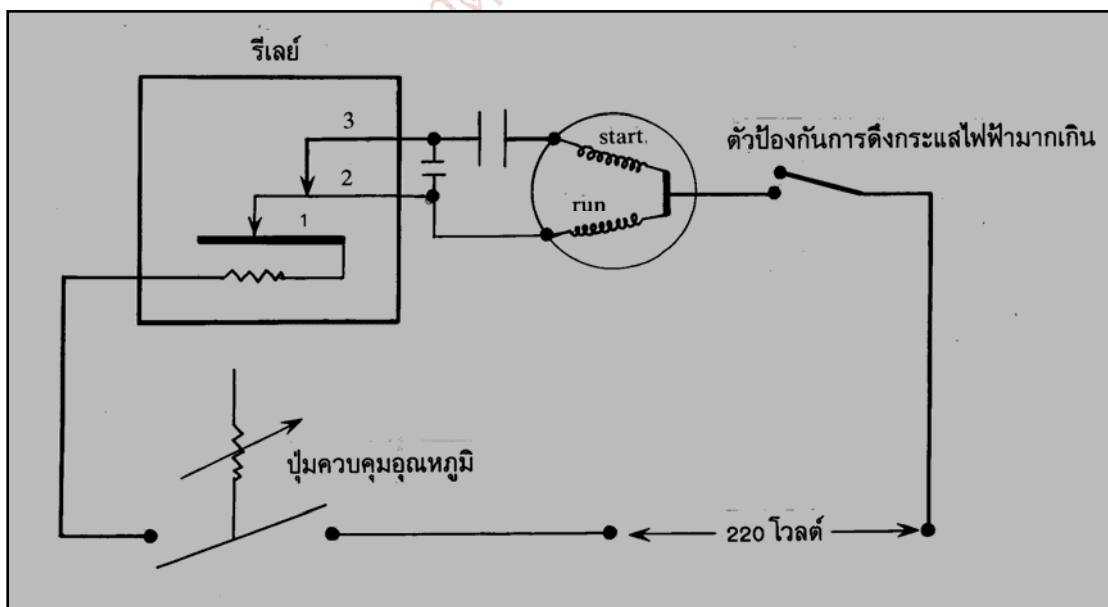 รีเลย์
3
start
ตัวป้องกันการดึงกระแสไฟฟ้ามากเกิน
2
run
1
ปุ่มควบคุมอุณหภูมิ
220 โวลต์